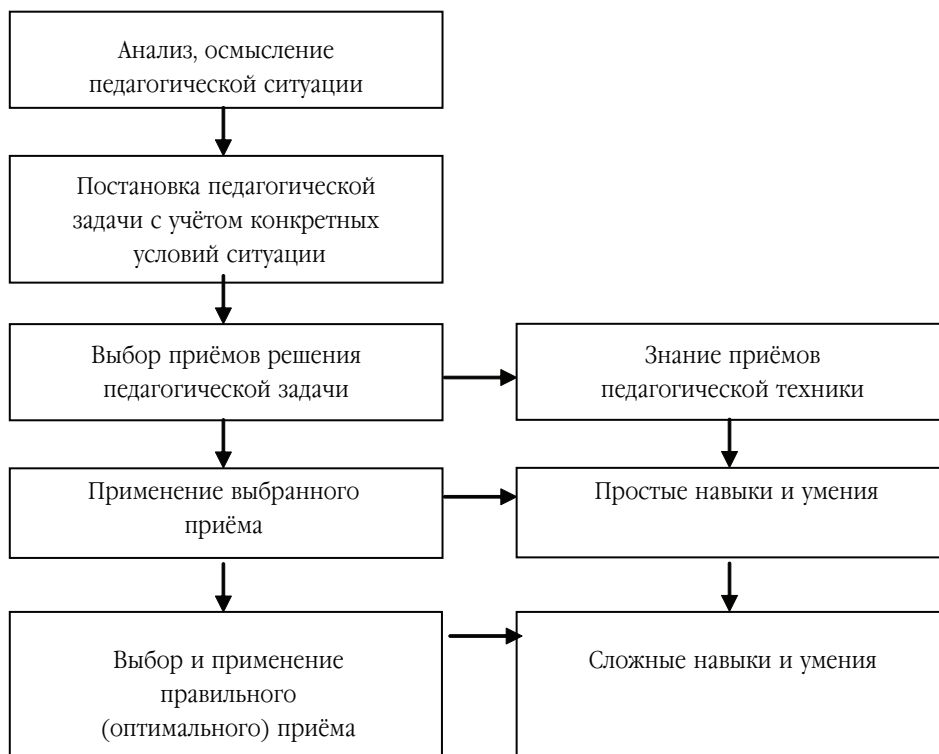 Анализ, осмысление
педагогической ситуации
Постановка педагогической
задачи с учётом конкретных
условий ситуации
Выбор приёмов решения
педагогической задачи
Знание приёмов
педагогической техники
Применение выбранного
приёма
Простые навыки и умения
Выбор и применение
правильного
(оптимального) приёма
Сложные навыки и умения